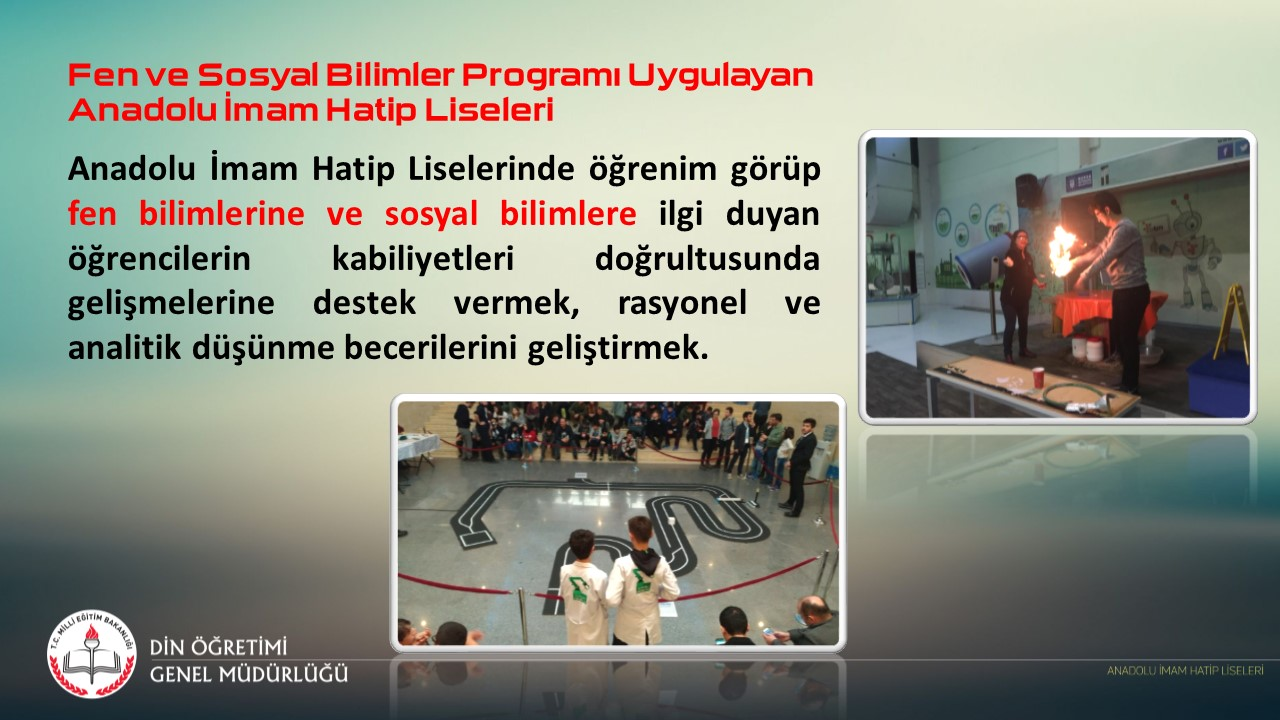 Fen ve Sosyal Bilimler Programı Uygulayan
Anadolu İmam Hatip Liseleri
Anadolu İmam Hatip Liselerinde öğrenim görüp
fen bilimlerine ve sosyal bilimlere ilgi duyan
öğrencilerin kabiliyetleri doğrultusunda
gelişmelerine destek vermek, rasyonel ve
analitik düşünme becerilerini geliştirmek.
T.C. MİLLİ EĞİTİM BAKANLIĞI
DİN ÖĞRETİMİ
GENEL MÜDÜRLÜĞÜ
ANADOLU İMAM HATİP LİSELERİ